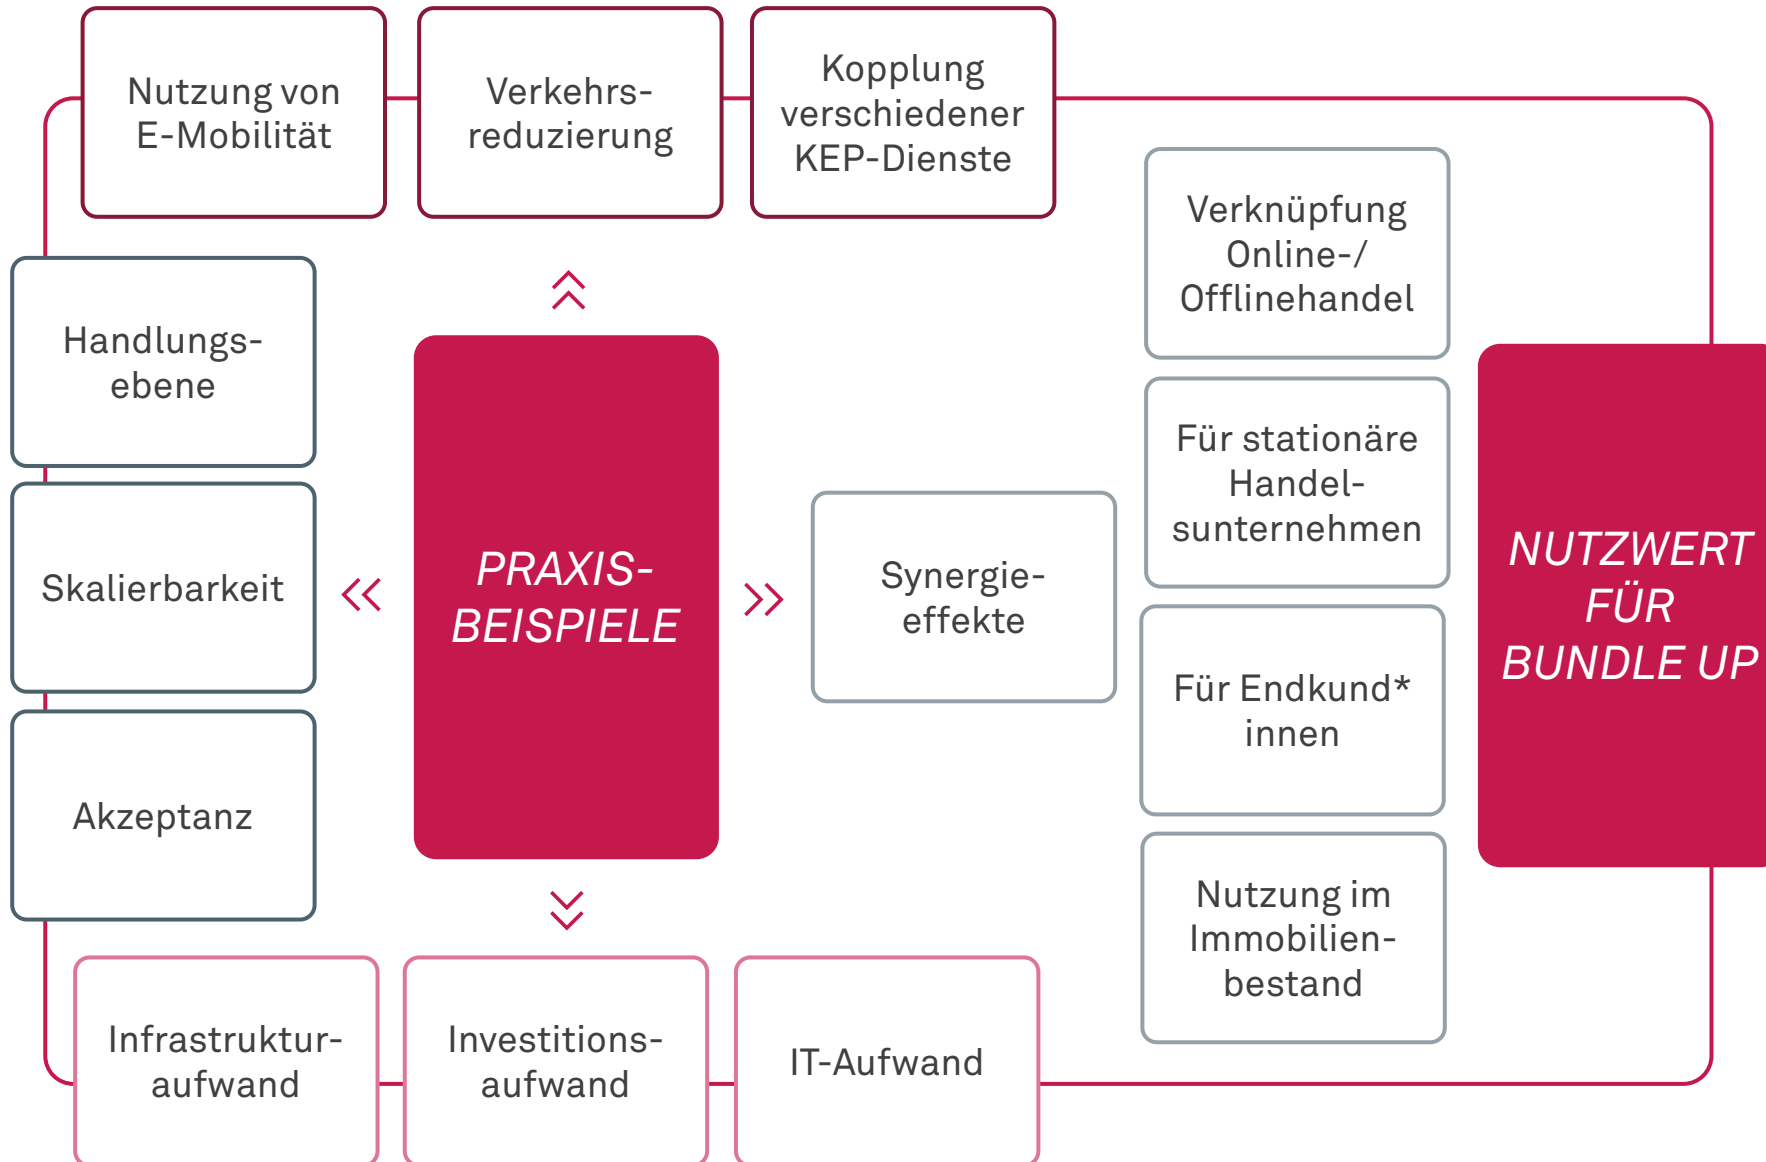 Nutzung von
E-Mobilität
Verkehrs-
reduzierung
Kopplung
verschiedener
KEP-Dienste
Verknüpfung
Online-/
Offlinehandel
Handlungs-
ebene
Skalierbarkeit
Akzeptanz
PRAXIS-
BEISPIELE
Synergie-
effekte
Für stationäre
Handel-
sunternehmen
Für Endkund*
innen
Nutzung im
Immobilien-
bestand
NUTZWERT
FÜR
BUNDLE UP
Infrastruktur-
aufwand
Investitions-
aufwand
IT-Aufwand